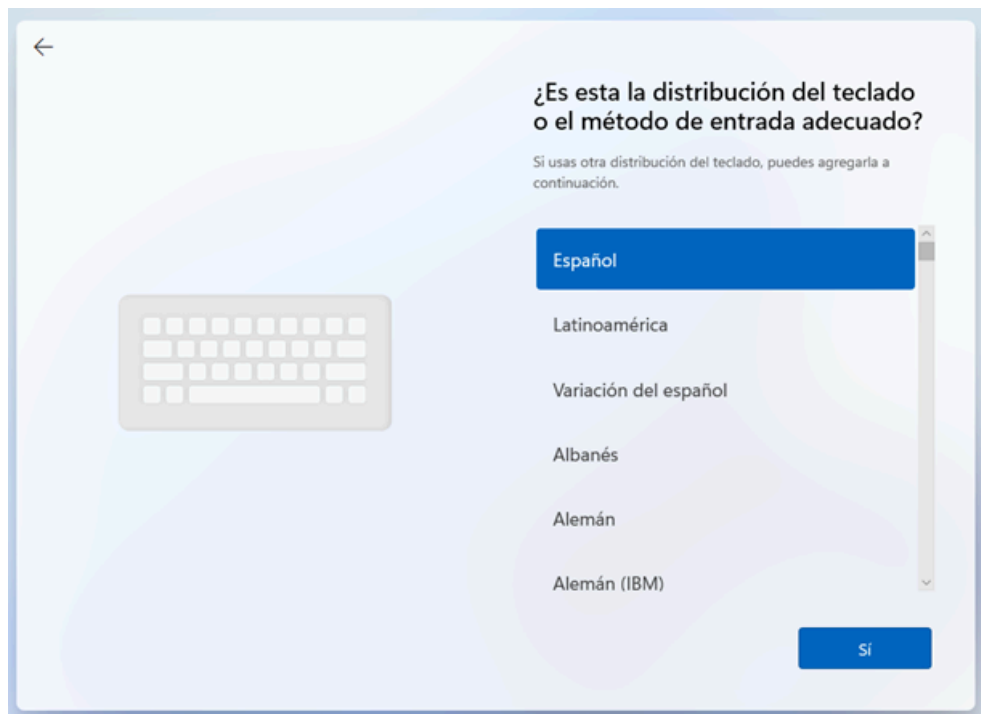 ¿Es esta la distribución del teclado
o el método de entrada adecuado?
Si usas otra distribución del teclado, puedes agregarla a
continuación.
Español
Latinoamérica
Variación del español
Albanés
Alemán
Alemán (IBM)
Sí